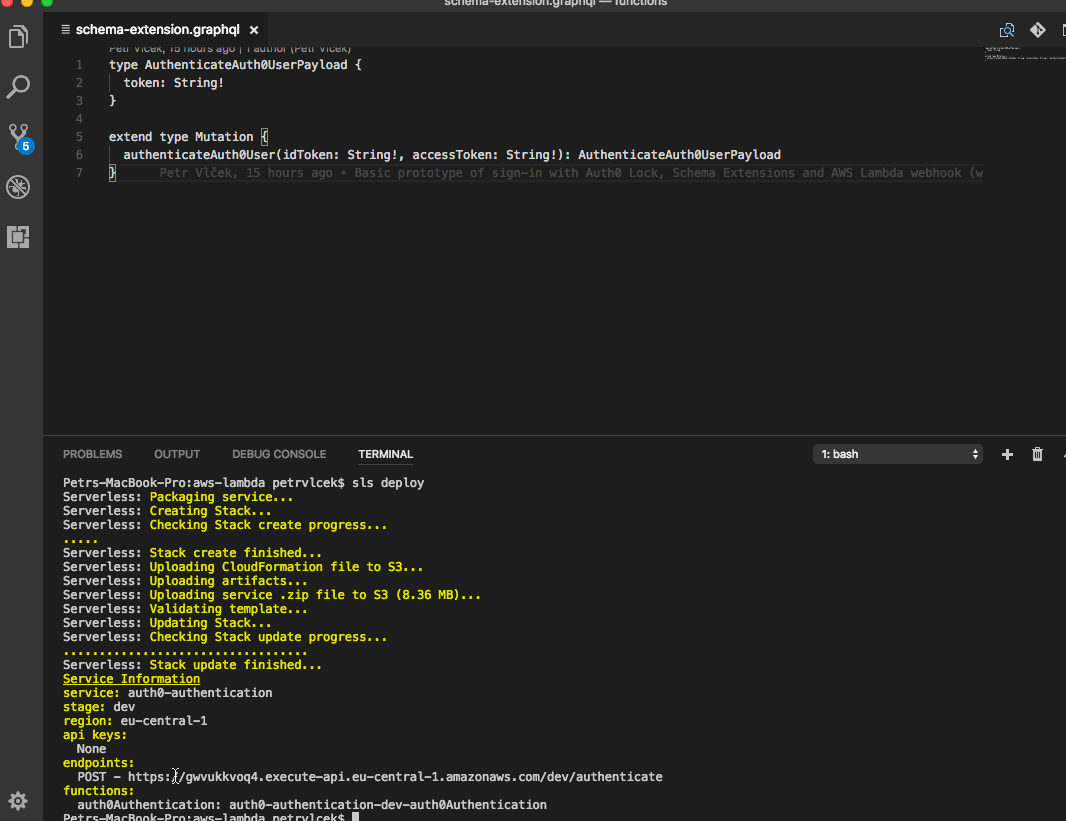 schema-extension.graphql — functions
schema-extension.graphql ×
Petr Vlček, 15 hours ago | 1 author (Petr Vlček)
1 type AuthenticateAuth0UserPayload {
2 token: String!
3 }
4
5 extend type Mutation {
6 authenticateAuth0User(idToken: String!, accessToken: String!): AuthenticateAuth0UserPayload
7 } Petr Vlček, 15 hours ago • Basic prototype of sign-in with Auth0 Lock, Schema Extensions and AWS Lambda webhook (w
5
PROBLEMS OUTPUT DEBUG CONSOLE TERMINAL 1: bash
Petrs-MacBook-Pro:aws-lambda petrvlcek$ sls deploy
Serverless: Packaging service...
Serverless: Creating Stack...
Serverless: Checking Stack create progress...
.....
Serverless: Stack create finished...
Serverless: Uploading CloudFormation file to S3...
Serverless: Uploading artifacts...
Serverless: Uploading service .zip file to S3 (8.36 MB)...
Serverless: Validating template...
Serverless: Updating Stack...
Serverless: Checking Stack update progress...
..................................
Serverless: Stack update finished...
Service Information
service: auth0-authentication
stage: dev
region: eu-central-1
api keys:
None
endpoints:
POST - https://gwvukkvoq4.execute-api.eu-central-1.amazonaws.com/dev/authenticate
functions:
auth0Authentication: auth0-authentication-dev-auth0Authentication
Petrs-MacBook-Pro:aws-lambda petrvlcek$